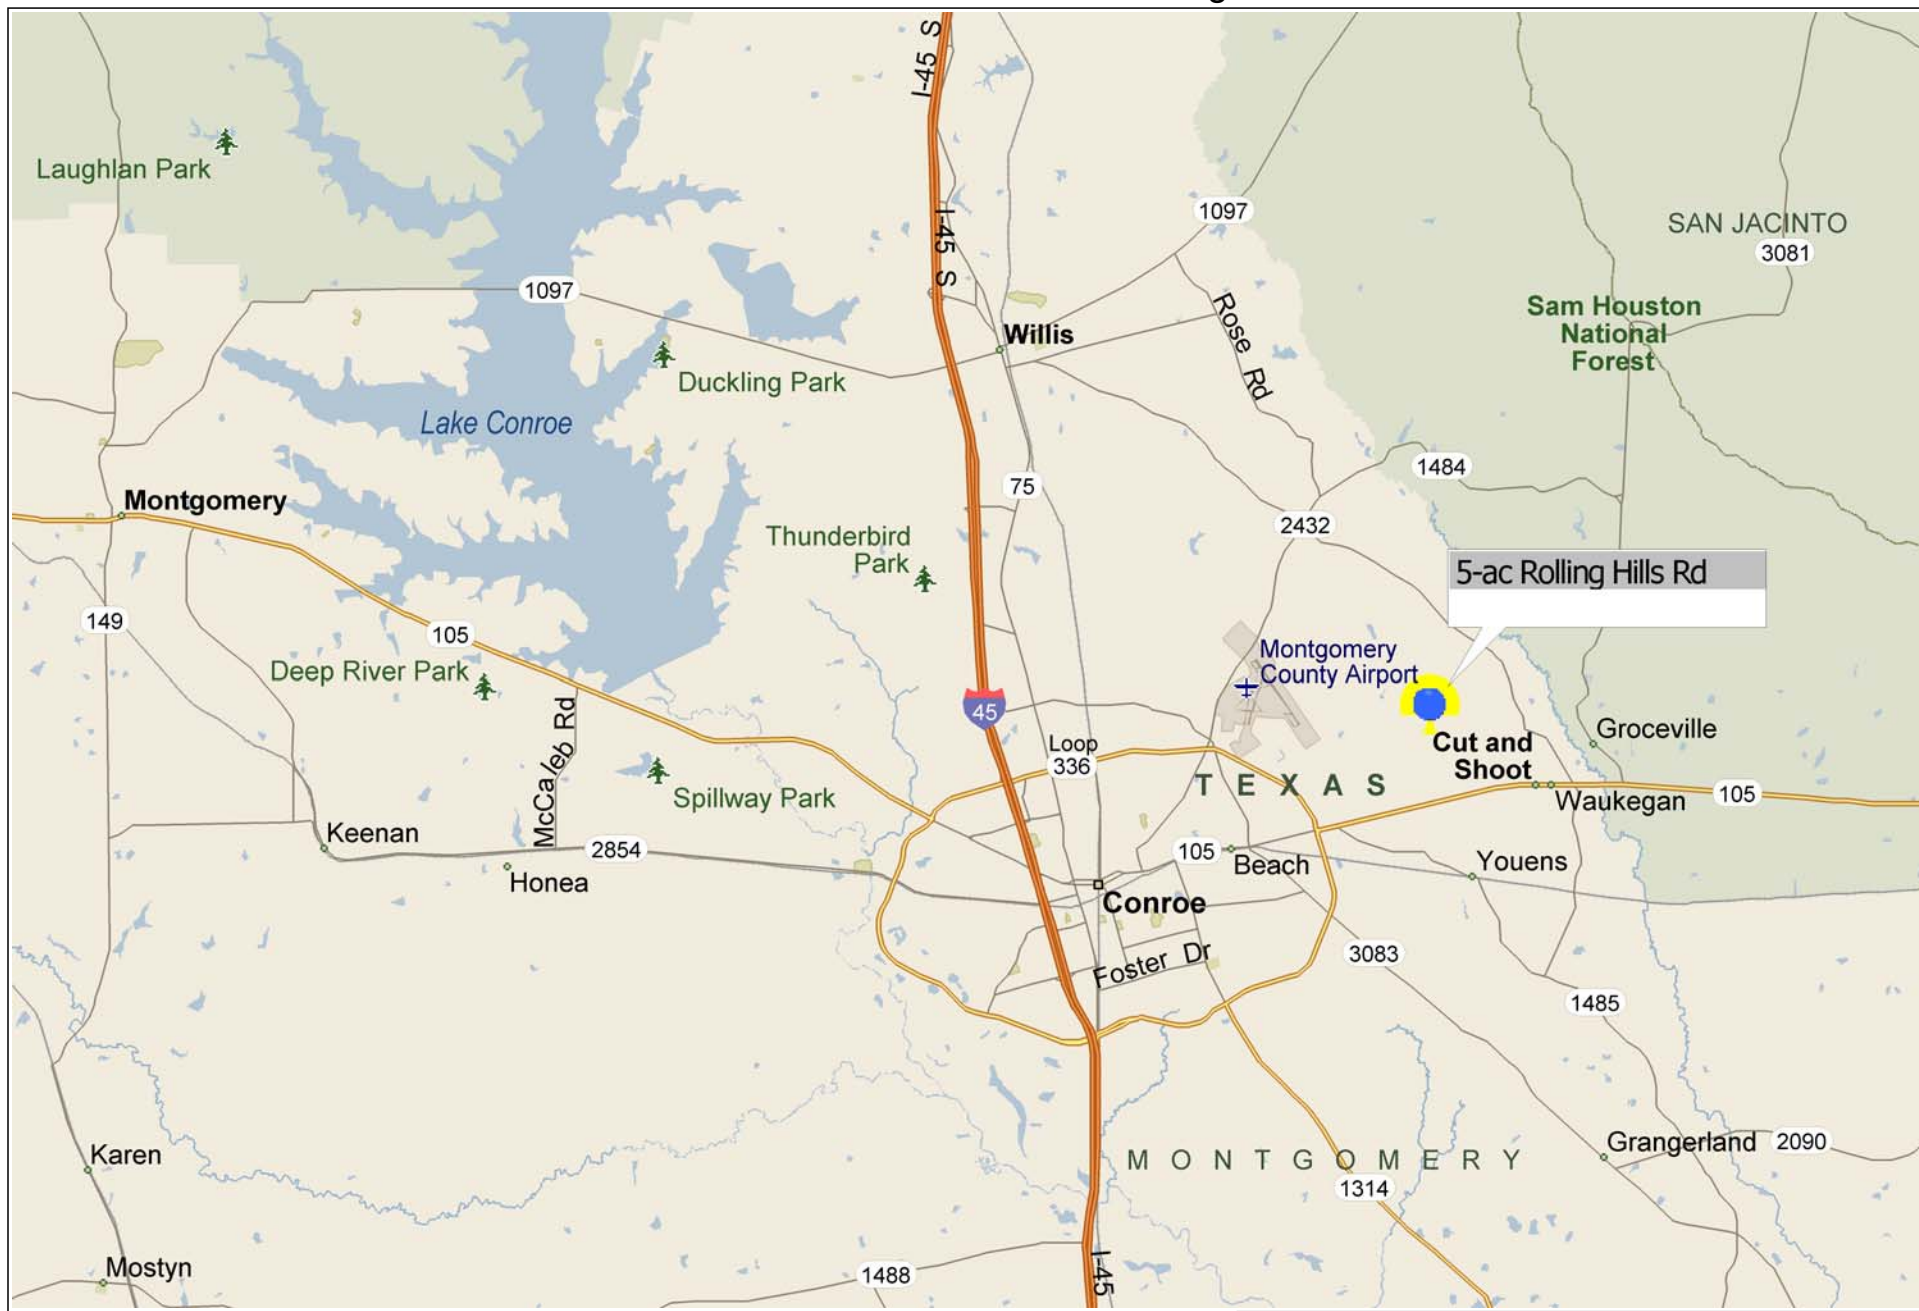 I-45 S
Laughlan Park
1097
I-45 S
SAN JACINTO
3081
1097
Rose Rd
Sam Houston
National
Forest
Willis
Duckling Park
Lake Conroe
1484
75
Montgomery
2432
Thunderbird
Park
5-ac Rolling Hills Rd
149
105
Montgomery
County Airport
Deep River Park
45
McCaleb Rd
Groceville
Loop
336
Cut and
Shoot
TEXAS
Spillway Park
Waukegan
105
Keenan
2854
105
Beach
Youens
Honea
Conroe
Foster Dr
3083
1485
Karen
MONTGOMERY
Grangerland
2090
1314
Mostyn
1488
I-45